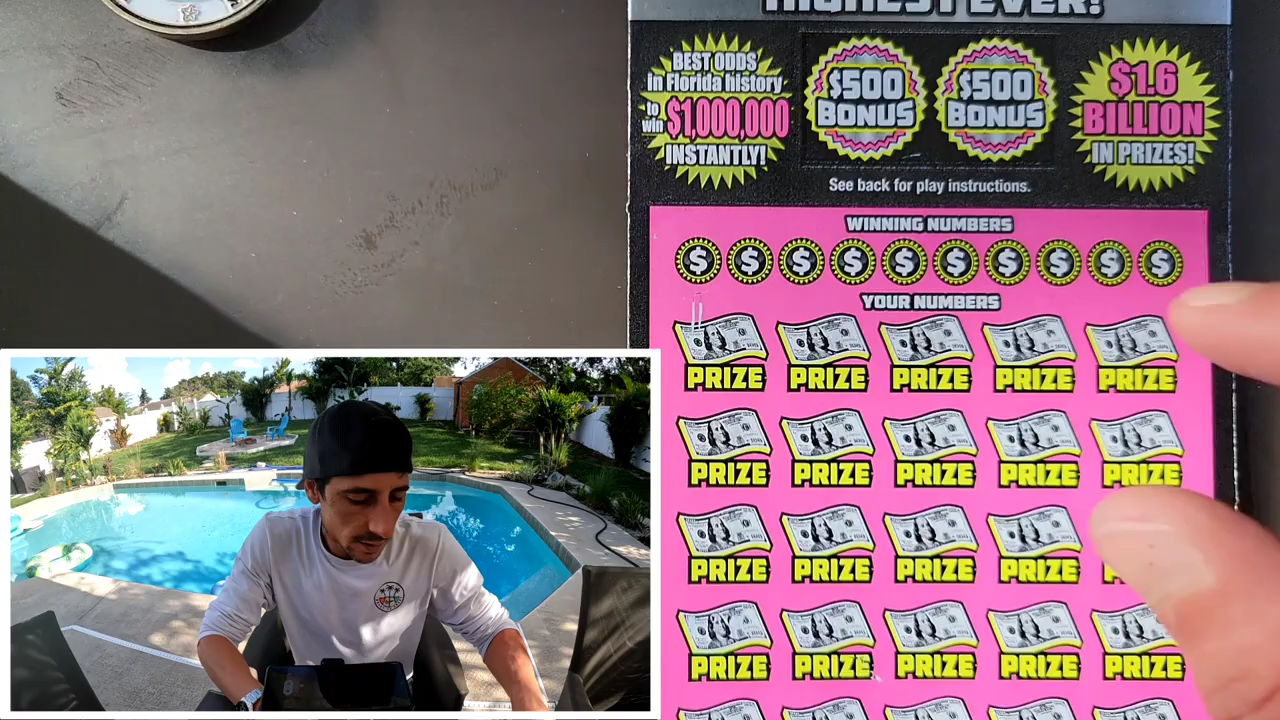 HIGHEST EVER!
BEST ODDS
in Florida history
to win $1,000,000
INSTANTLY!
$500
BONUS
$500
BONUS
$1.6
BILLION
IN PRIZES!
See back for play instructions.
WINNING NUMBERS
$ $ $ $ $ $ $ $ $ $
YOUR NUMBERS
PRIZE PRIZE PRIZE PRIZE PRIZE
PRIZE PRIZE PRIZE PRIZE PRIZE
PRIZE PRIZE PRIZE PRIZE
PRIZE PRIZE PRIZE PRIZE PRIZE